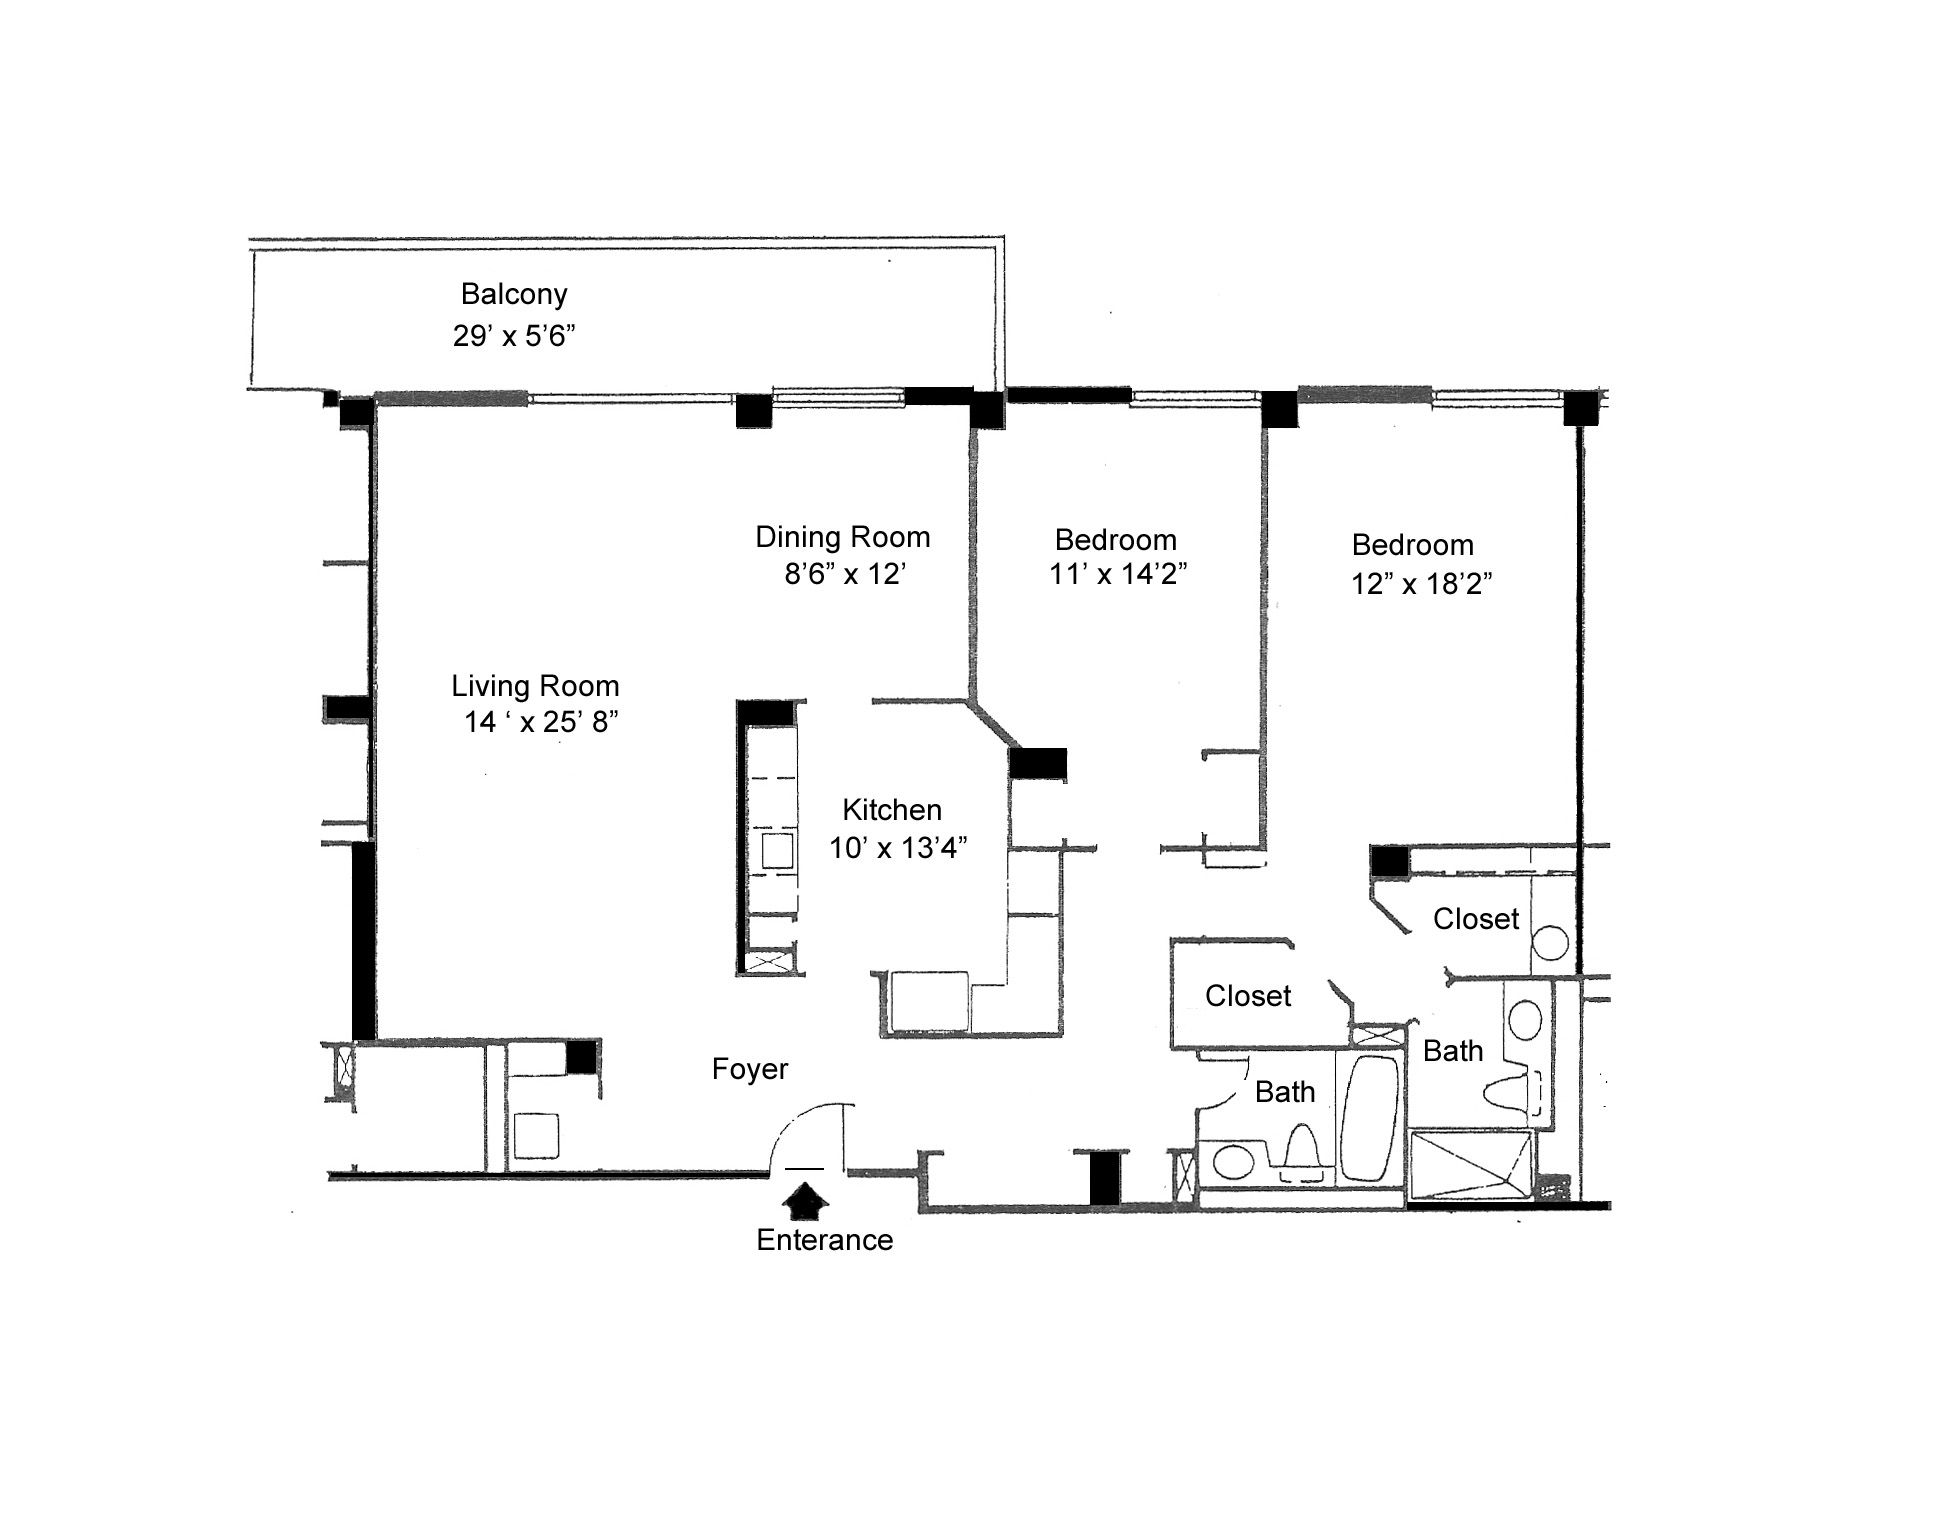 Balcony
29’ x 5’6”
Dining Room
8’6” x 12’
Bedroom
11’ x 14’2”
Bedroom
12” x 18’2”
Living Room
14 ‘ x 25’ 8”
Kitchen
10’ x 13’4”
Closet
Closet
Bath
Foyer
Bath
Enterance